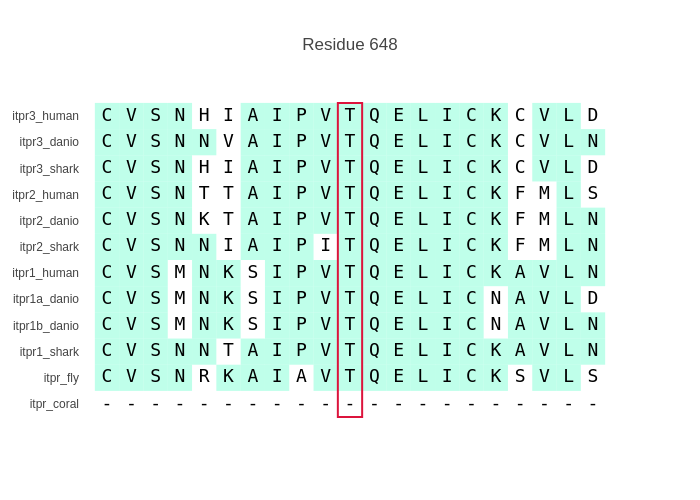 Residue 648
itpr3_human C V S N H I A I P V T Q E L I C K C V L D
itpr3_danio C V S N N V A I P V T Q E L I C K C V L N
itpr3_shark C V S N H I A I P V T Q E L I C K C V L D
itpr2_human C V S N T T A I P V T Q E L I C K F M L S
itpr2_danio C V S N K T A I P V T Q E L I C K F M L N
itpr2_shark C V S N N I A I P I T Q E L I C K F M L N
itpr1_human C V S M N K S I P V T Q E L I C K A V L N
itpr1a_danio C V S M N K S I P V T Q E L I C N A V L D
itpr1b_danio C V S M N K S I P V T Q E L I C N A V L N
itpr1_shark C V S N N T A I P V T Q E L I C K A V L N
itpr_fly C V S N R K A I A V T Q E L I C K S V L S
itpr_coral - - - - - - - - - - - - - - - - - - - - -